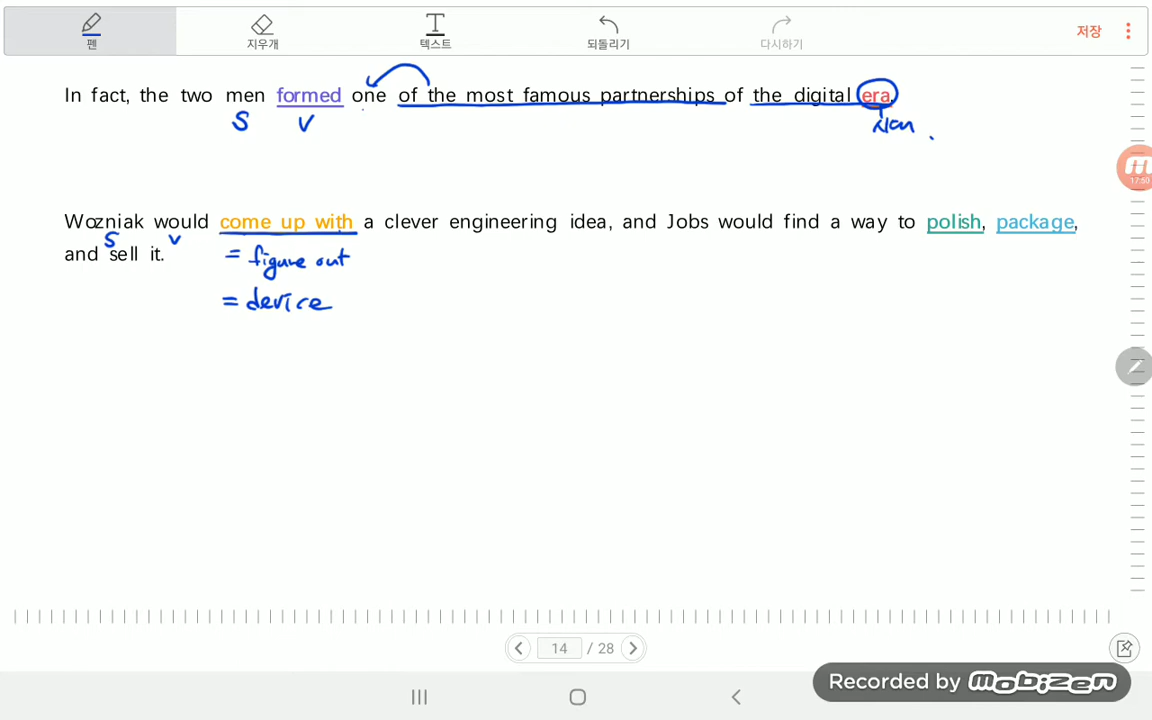 펜
지우개
텍스트
되돌리기
다시하기
저장
In fact, the two men formed one of the most famous partnerships of the digital era.
S V
17:50
Wozniak would come up with a clever engineering idea, and Jobs would find a way to polish, package,
S V
and sell it.
= figure out
= device
14 / 28
Recorded by mobizen